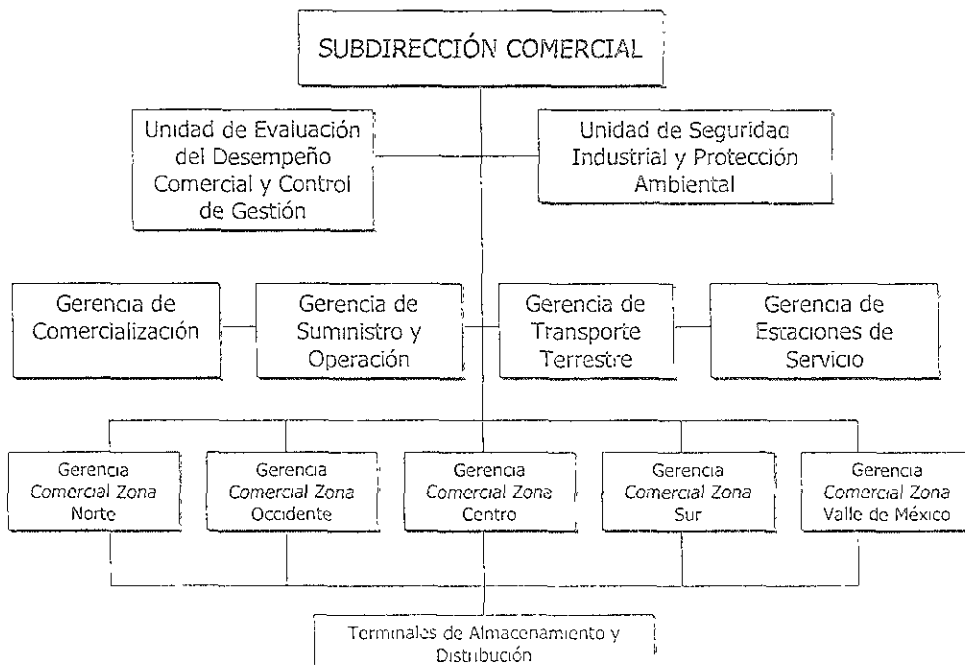 SUBDIRECCIÓN COMERCIAL
Unidad de Evaluación
del Desempeño
Comercial y Control
de Gestión
Unidad de Seguridad
Industrial y Protección
Ambiental
Gerencia de
Comercialización
Gerencia de
Suministro y
Operación
Gerencia de
Transporte
Terrestre
Gerencia de
Estaciones de
Servicio
Gerencia
Comercial Zona
Norte
Gerencia
Comercial Zona
Occidente
Gerencia
Comercial Zona
Centro
Gerencia
Comercial Zona
Sur
Gerencia
Comercial Zona
Valle de México
Terminales de Almacenamiento y
Distribución